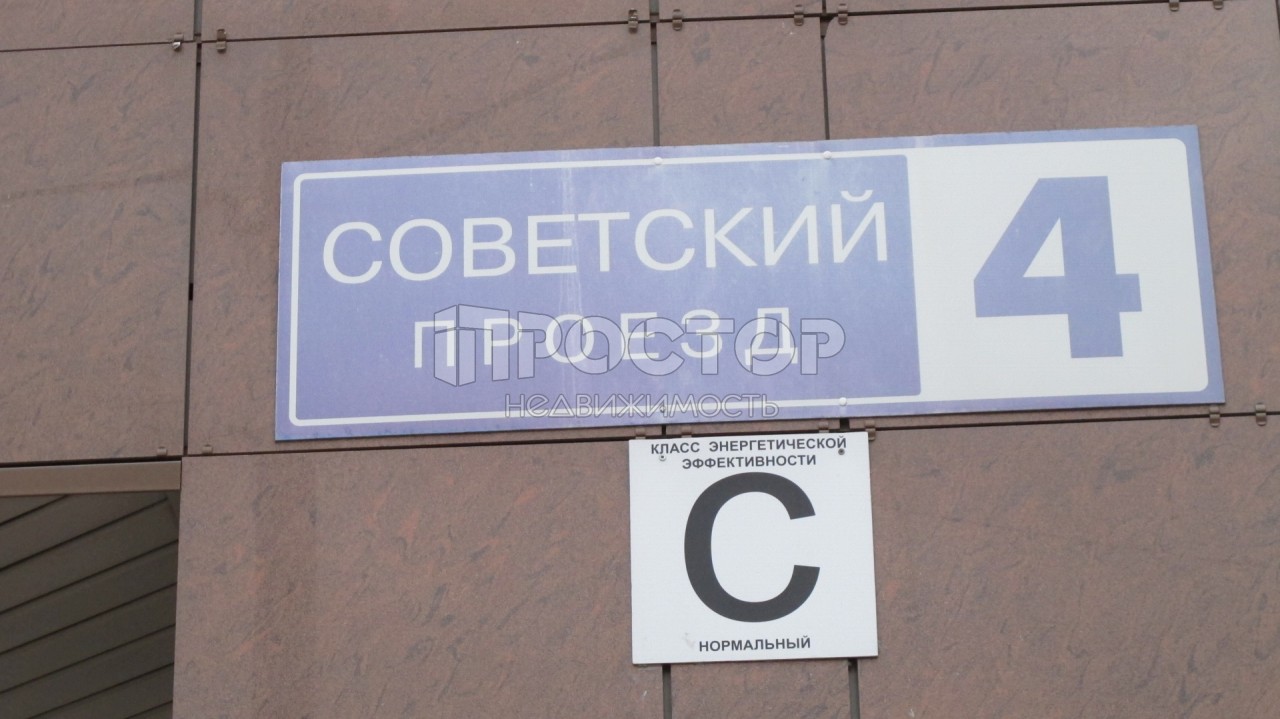 СОВЕТСКИЙ
ПРОЕЗД
4
ПРОСТОР
НЕДВИЖИМОСТЬ
КЛАСС ЭНЕРГЕТИЧЕСКОЙ
ЭФФЕКТИВНОСТИ
С
НОРМАЛЬНЫЙ